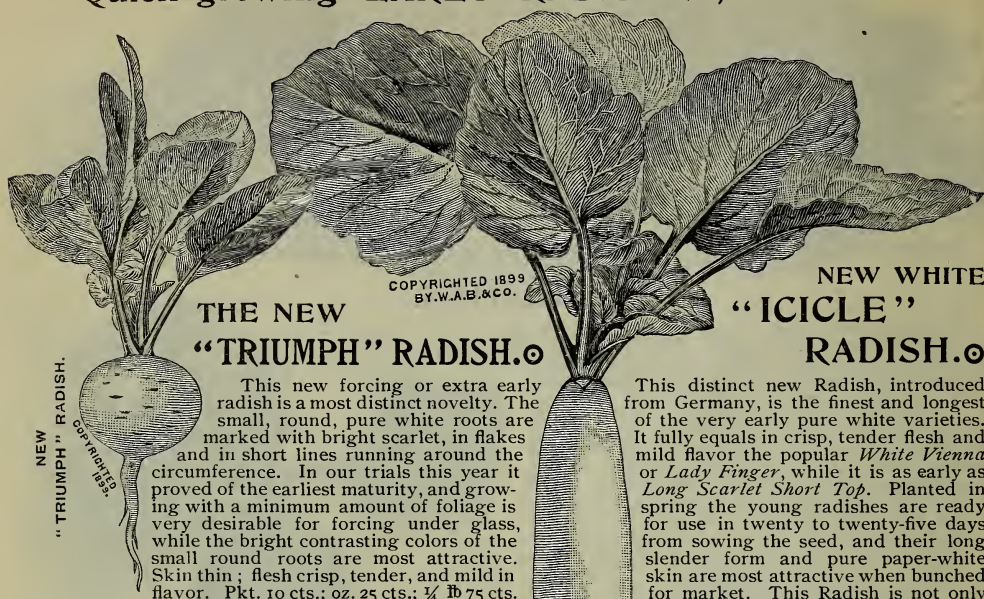 COPYRIGHTED 1899
BY.W.A.B.&CO.
NEW
"TRIUMPH" RADISH.
COPYRIGHTED
1899.
THE NEW
"TRIUMPH" RADISH.
This new forcing or extra early
radish is a most distinct novelty. The
small, round, pure white roots are
marked with bright scarlet, in flakes
and in short lines running around the
circumference. In our trials this year it
proved of the earliest maturity, and grow-
ing with a minimum amount of foliage is
very desirable for forcing under glass,
while the bright contrasting colors of the
small round roots are most attractive.
Skin thin ; flesh crisp, tender, and mild in
flavor. Pkt. 10 cts.; oz. 25 cts.; ¼ lb 75 cts.
NEW WHITE
"ICICLE"
RADISH.
This distinct new Radish, introduced
from Germany, is the finest and longest
of the very early pure white varieties.
It fully equals in crisp, tender flesh and
mild flavor the popular White Vienna
or Lady Finger, while it is as early as
Long Scarlet Short Top. Planted in
spring the young radishes are ready
for use in twenty to twenty-five days
from sowing the seed, and their long
slender form and pure paper-white
skin are most attractive when bunched
for market. This Radish is not only